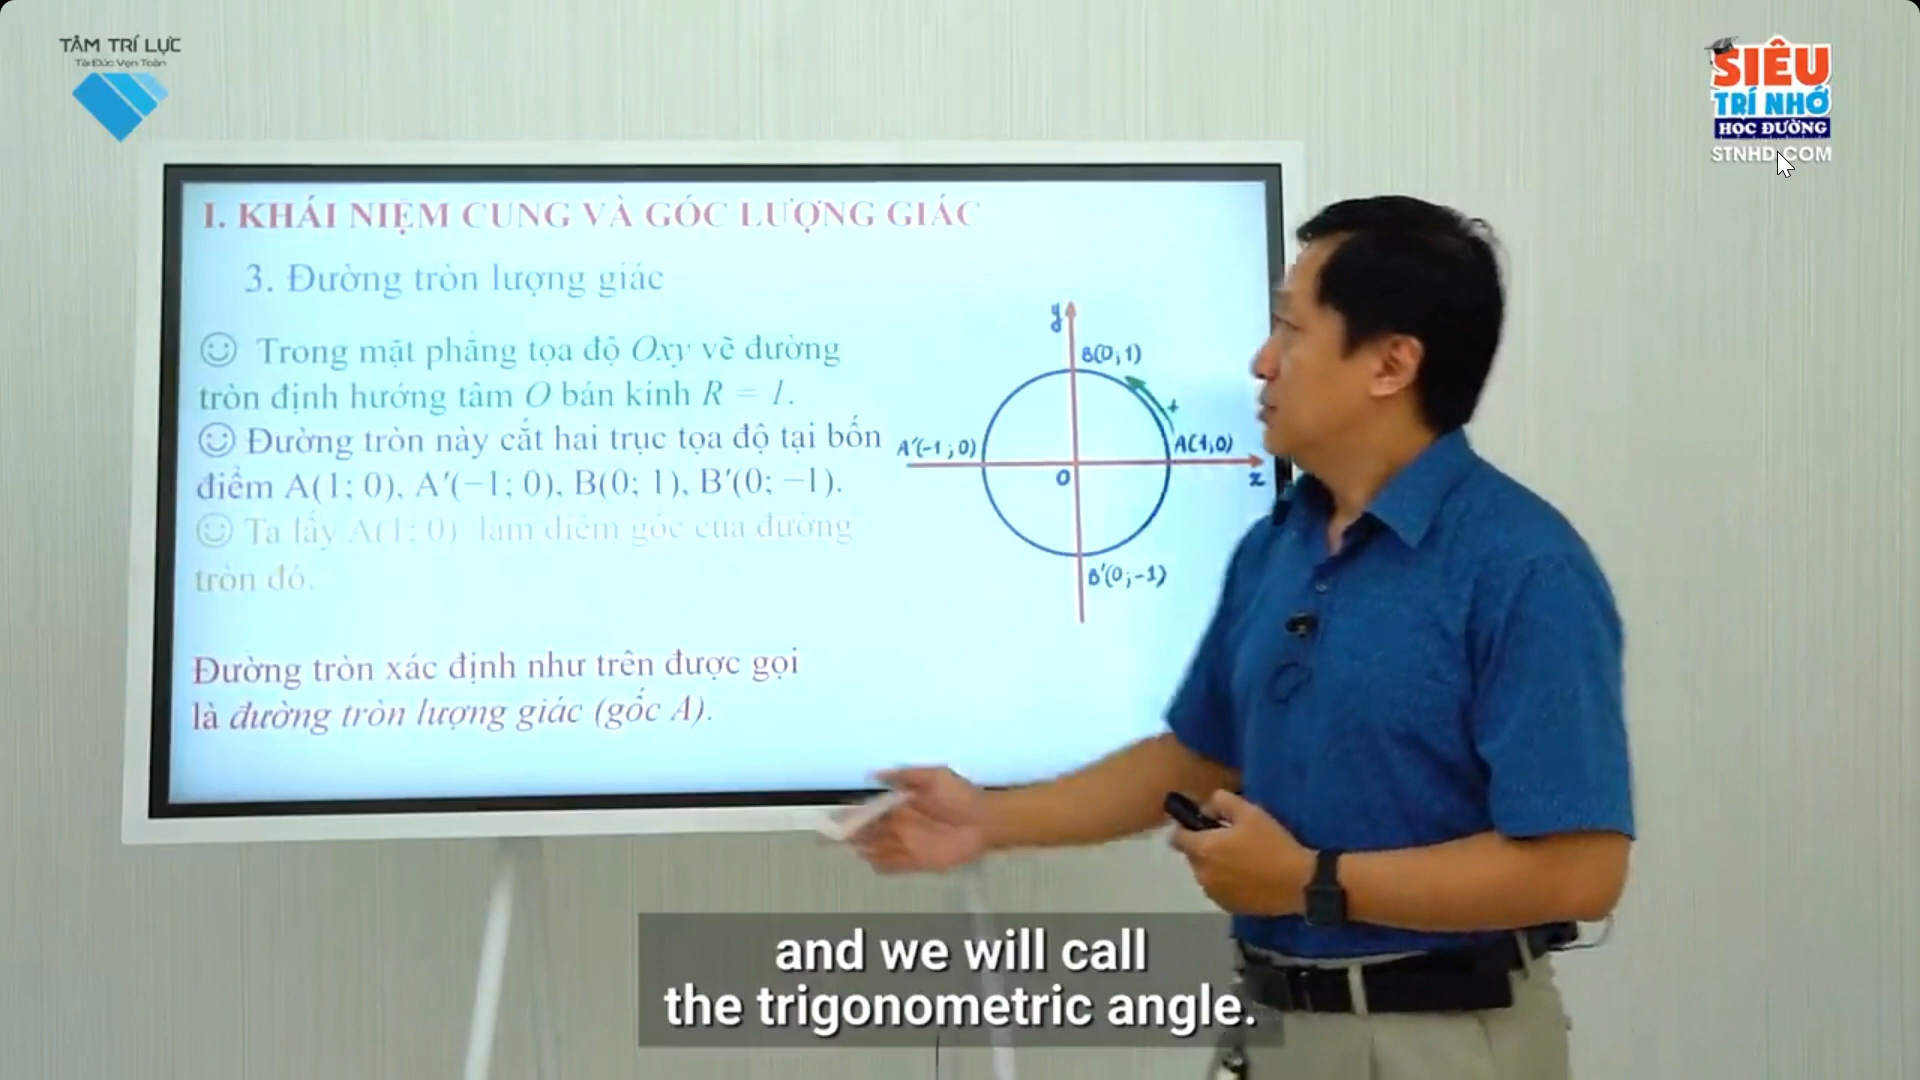 TÂM TRÍ LỰC
Tài Đức Vẹn Toàn
SIÊU
TRÍ NHỚ
HỌC ĐƯỜNG
STNHD.COM
I. KHÁI NIỆM CUNG VÀ GÓC LƯỢNG GIÁC
3. Đường tròn lượng giác
Trong mặt phẳng tọa độ Oxy vẽ đường
tròn định hướng tâm O bán kính R = 1.
Đường tròn này cắt hai trục tọa độ tại bốn
điểm A(1; 0), A′(−1; 0), B(0; 1), B′(0; −1).
Ta lấy A(1; 0) làm điểm gốc của đường
tròn đó.
Đường tròn xác định như trên được gọi
là đường tròn lượng giác (gốc A).
y
B(0;1)
+
A'(-1;0)
A(1,0)
O
x
B'(0;-1)
and we will call
the trigonometric angle.